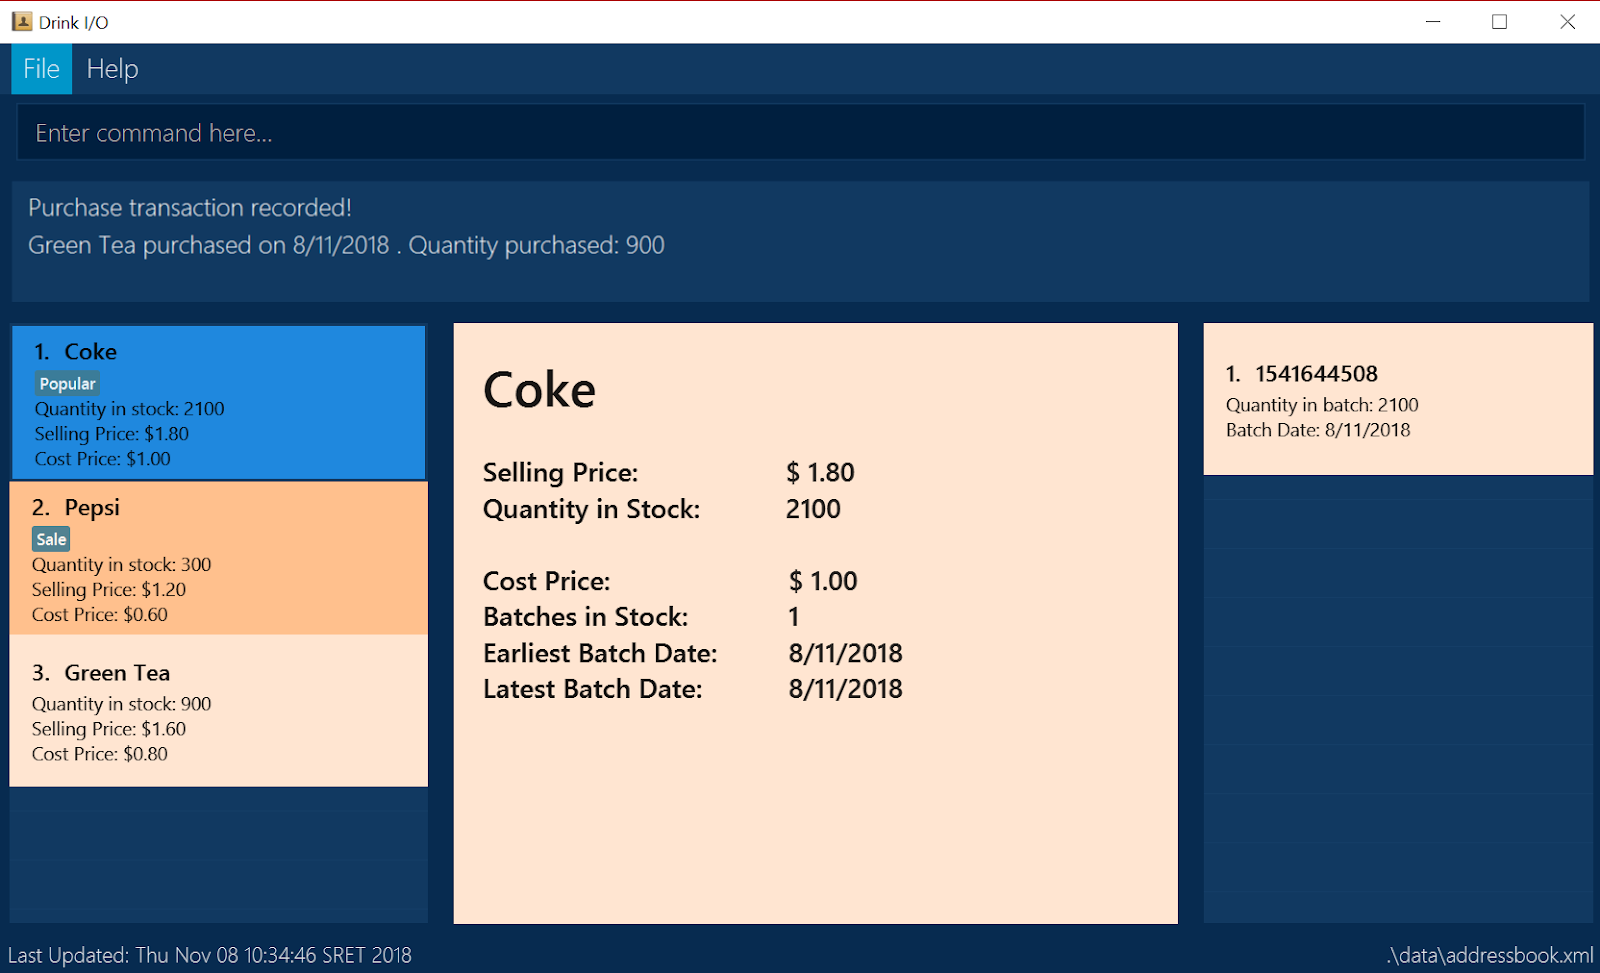 Drink I/O
File Help
Enter command here...
Purchase transaction recorded!
Green Tea purchased on 8/11/2018 . Quantity purchased: 900
1. Coke
Popular
Quantity in stock: 2100
Selling Price: $1.80
Cost Price: $1.00
2. Pepsi
Sale
Quantity in stock: 300
Selling Price: $1.20
Cost Price: $0.60
3. Green Tea
Quantity in stock: 900
Selling Price: $1.60
Cost Price: $0.80
Coke
Selling Price: $ 1.80
Quantity in Stock: 2100
Cost Price: $ 1.00
Batches in Stock: 1
Earliest Batch Date: 8/11/2018
Latest Batch Date: 8/11/2018
1. 1541644508
Quantity in batch: 2100
Batch Date: 8/11/2018
Last Updated: Thu Nov 08 10:34:46 SRET 2018
.\data\addressbook.xml